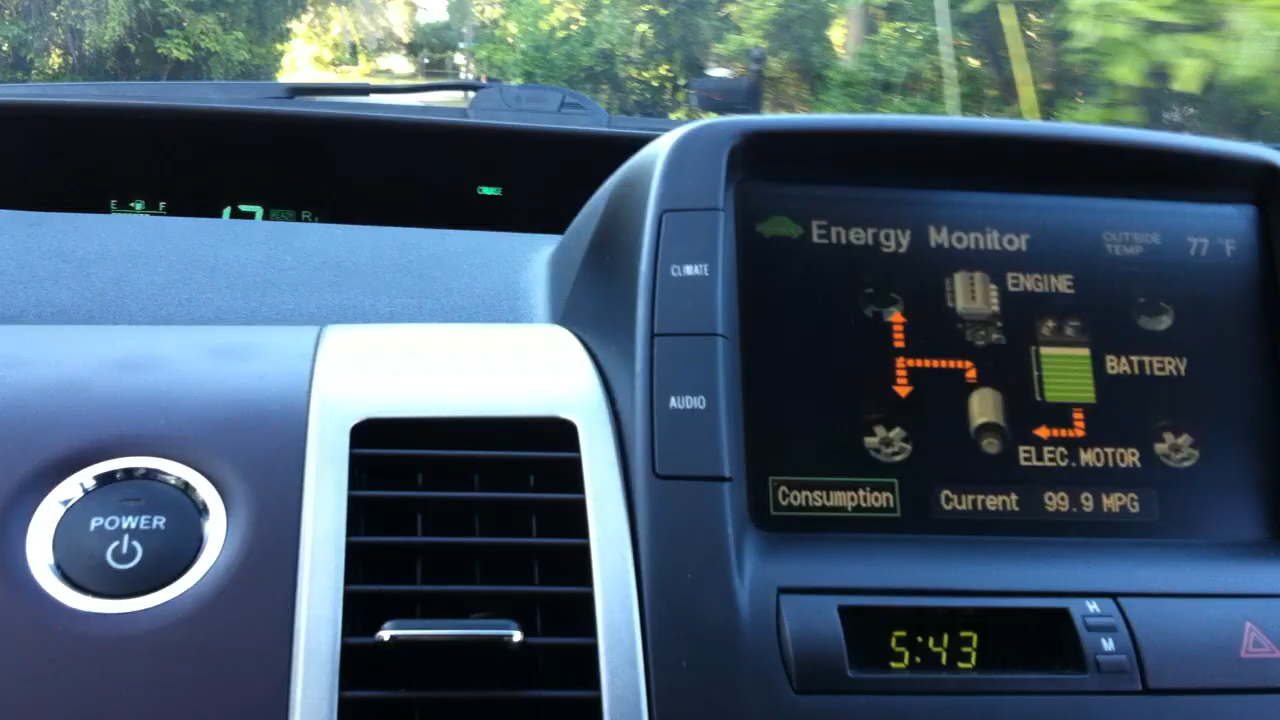 E F
READY
CRUISE
CLIMATE
AUDIO
POWER
Energy Monitor
OUTSIDE
TEMP
77 °F
ENGINE
BATTERY
ELEC.MOTOR
Consumption
Current 99.9 MPG
5:43
H
M